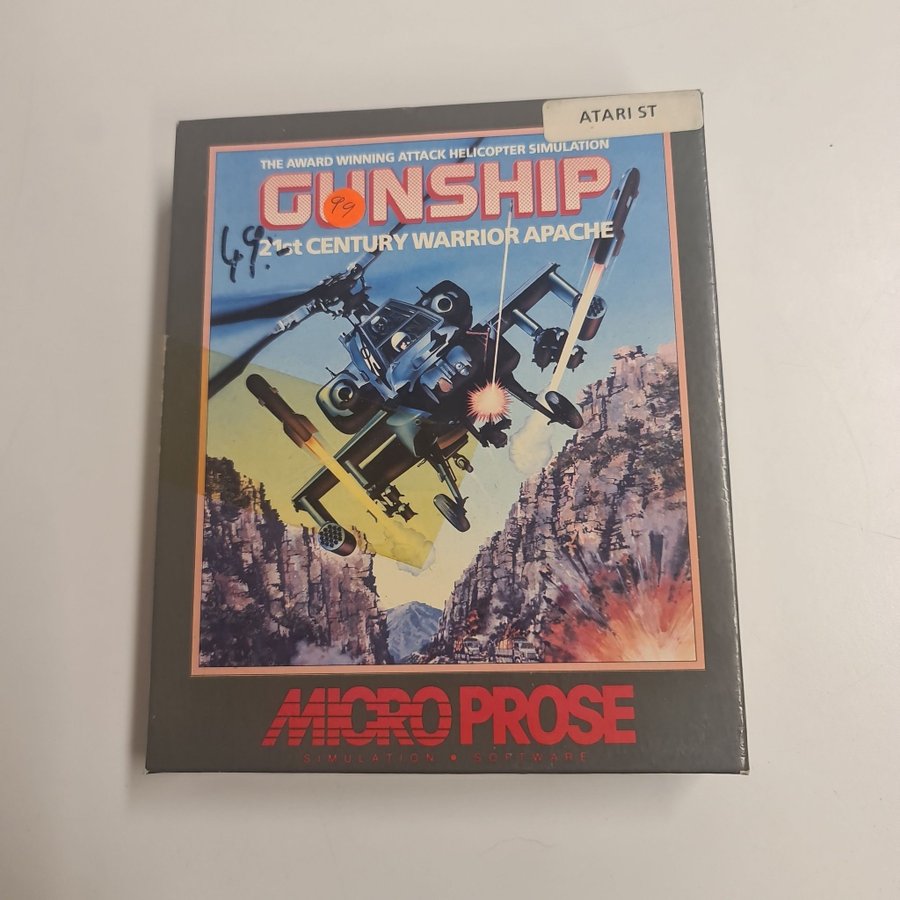 ATARI ST
THE AWARD WINNING ATTACK HELICOPTER SIMULATION
GUNSHIP
99
49:-
21st CENTURY WARRIOR APACHE
MICRO PROSE
SIMULATION • SOFTWARE